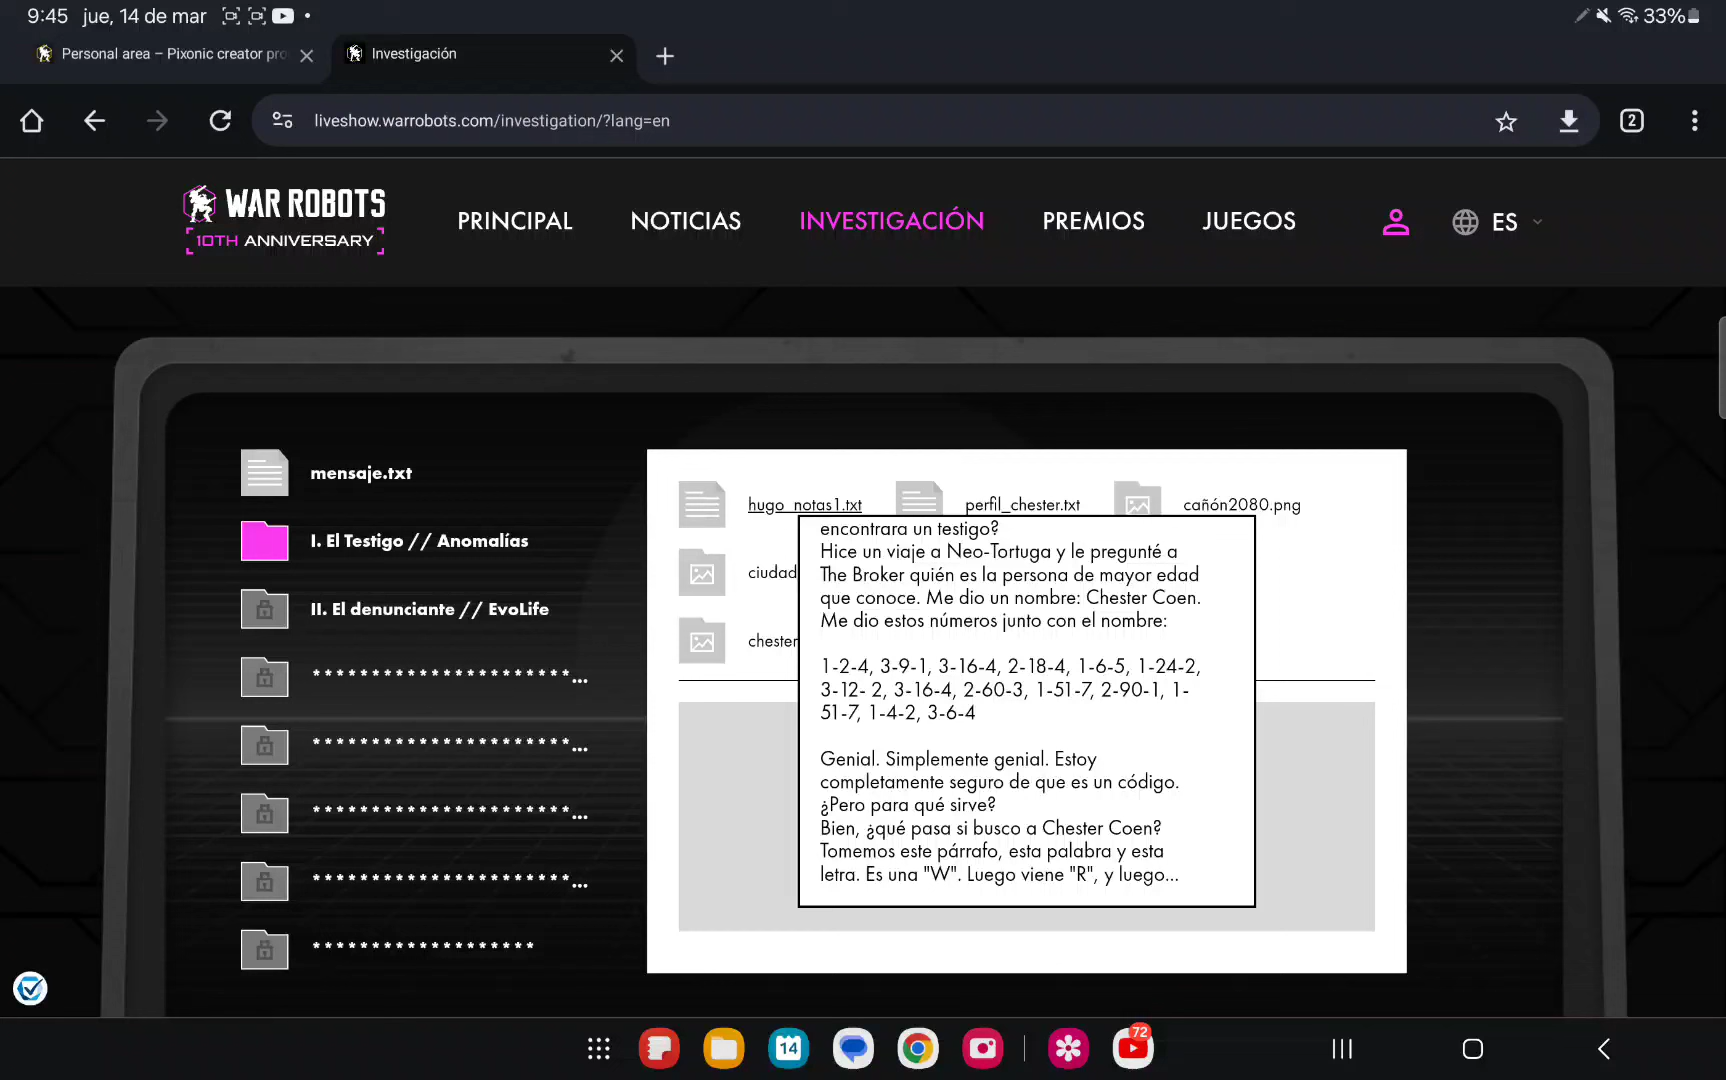 9:45 jue, 14 de mar
33%
Personal area – Pixonic creator pro
Investigación
liveshow.warrobots.com/investigation/?lang=en
2
WAR ROBOTS
10TH ANNIVERSARY
PRINCIPAL
NOTICIAS
INVESTIGACIÓN
PREMIOS
JUEGOS
ES
mensaje.txt
I. El Testigo // Anomalías
II. El denunciante // EvoLife
**********************...
**********************...
**********************...
**********************...
*******************
hugo_notas1.txt
perfil_chester.txt
cañón2080.png
ciudad
chester
encontrara un testigo?
Hice un viaje a Neo-Tortuga y le pregunté a
The Broker quién es la persona de mayor edad
que conoce. Me dio un nombre: Chester Coen.
Me dio estos números junto con el nombre:
1-2-4, 3-9-1, 3-16-4, 2-18-4, 1-6-5, 1-24-2,
3-12- 2, 3-16-4, 2-60-3, 1-51-7, 2-90-1, 1-
51-7, 1-4-2, 3-6-4
Genial. Simplemente genial. Estoy
completamente seguro de que es un código.
¿Pero para qué sirve?
Bien, ¿qué pasa si busco a Chester Coen?
Tomemos este párrafo, esta palabra y esta
letra. Es una "W". Luego viene "R", y luego...
14
72